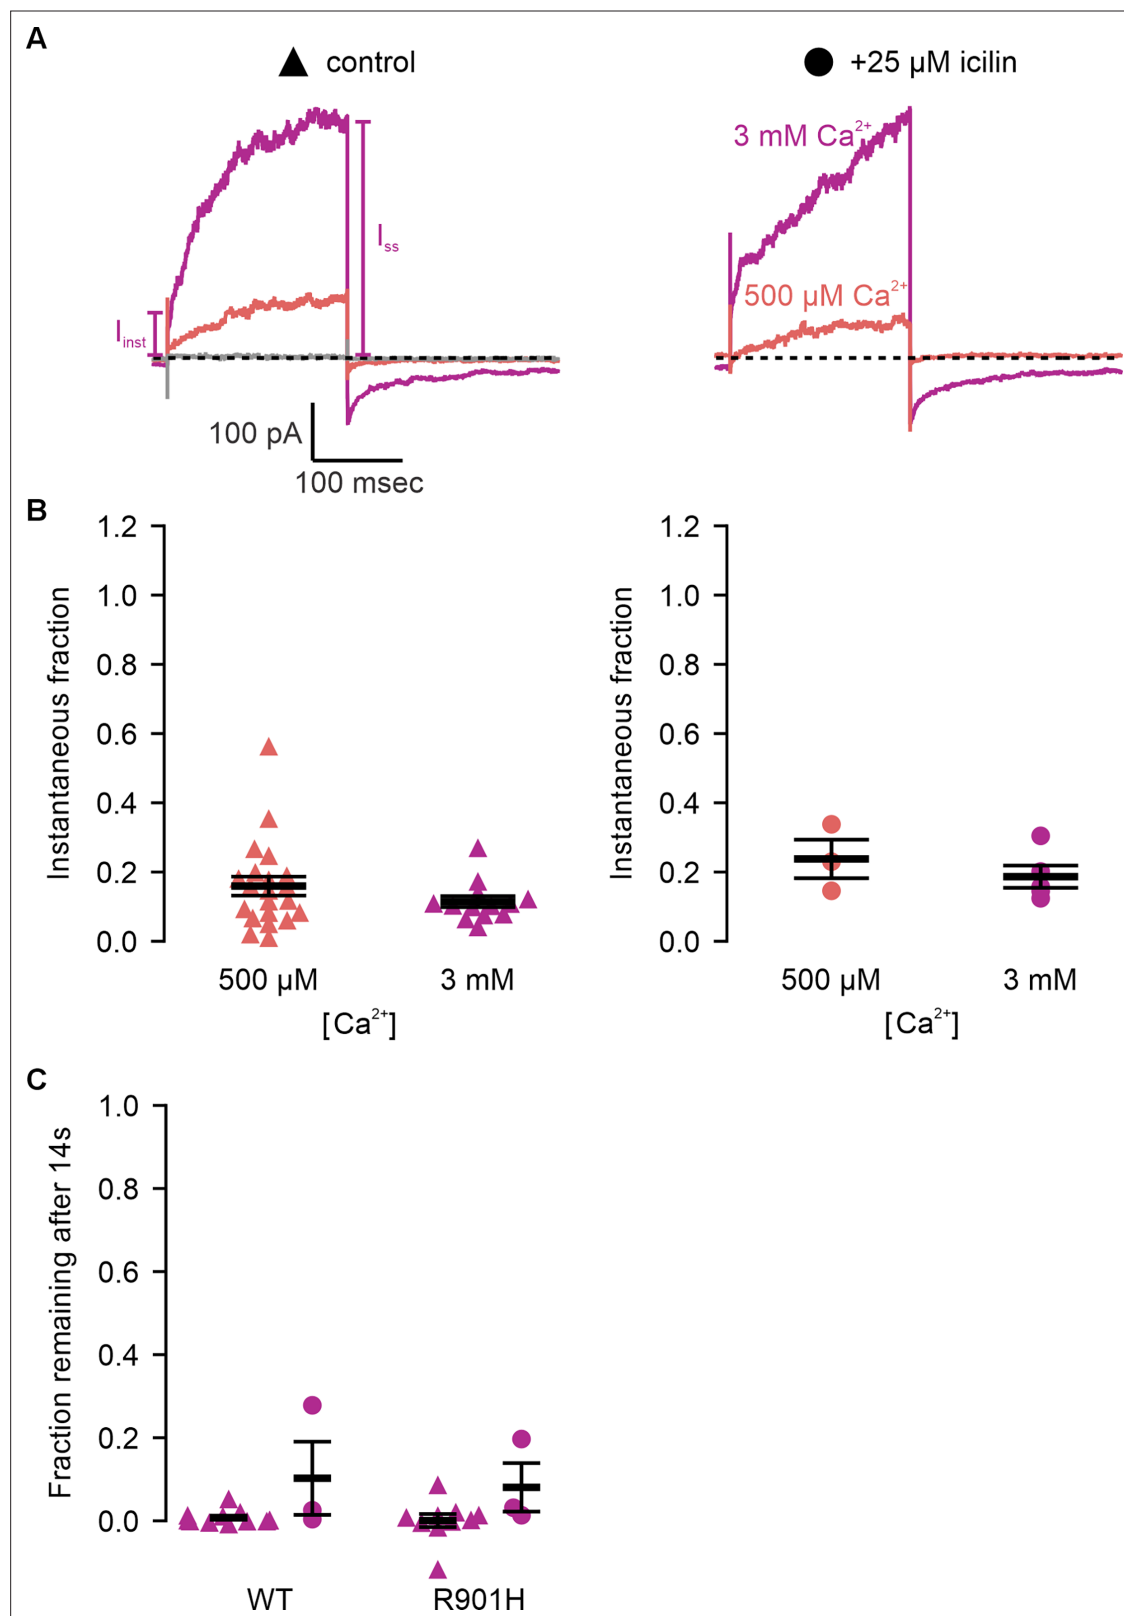 A
control
+25 µM icilin
3 mM Ca²⁺
I_ss
500 µM Ca²⁺
I_inst
100 pA
100 msec
B
Instantaneous fraction
1.2
1.0
0.8
0.6
0.4
0.2
0.0
500 µM
3 mM
[Ca²⁺]
Instantaneous fraction
1.2
1.0
0.8
0.6
0.4
0.2
0.0
500 µM
3 mM
[Ca²⁺]
C
Fraction remaining after 14s
1.0
0.8
0.6
0.4
0.2
0.0
WT
R901H